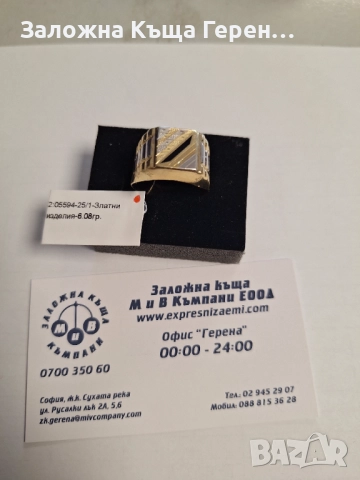 Заложна Къща Герен...
2:05594-25/1-Златни
изделия-6.08гр.
Заложна къща
М и В Къмпани ЕООД
www.expresnizaemi.com
Офис "Герена"
00:00 - 24:00
ЗАЛОЖНА КЪЩА
М и В
КЪМПАНИ
0700 350 60
София, ж.к. Сухата река
ул. Русалки бл. 2А, 5,6
zk.gerena@mivcompany.com
Тел.: 02 945 29 07
Мобил: 088 815 36 28
BAZAR